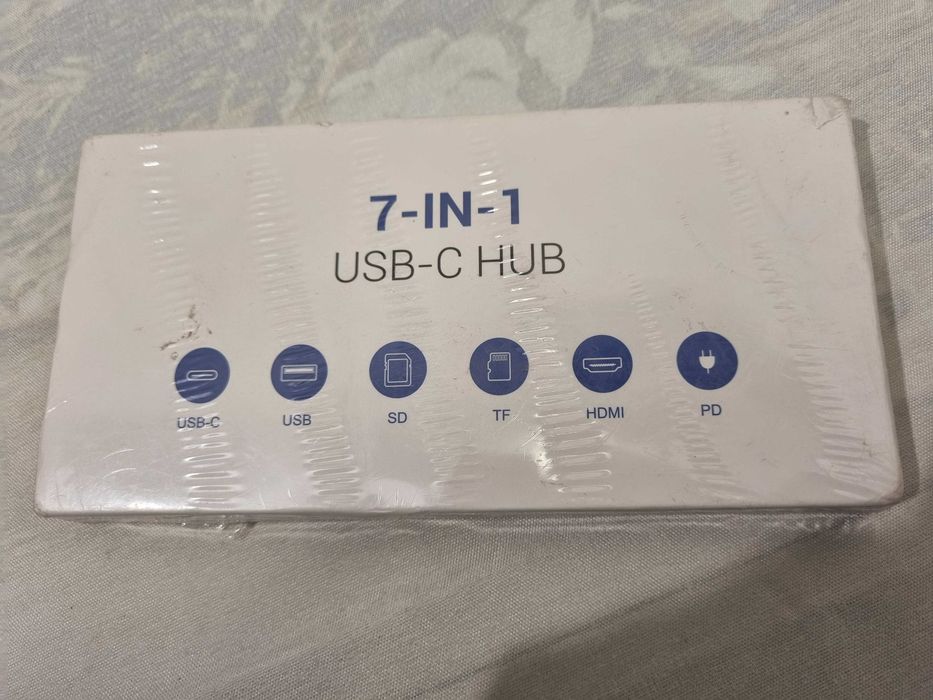 7-IN-1
USB-C HUB
USB-C USB SD TF HDMI PD